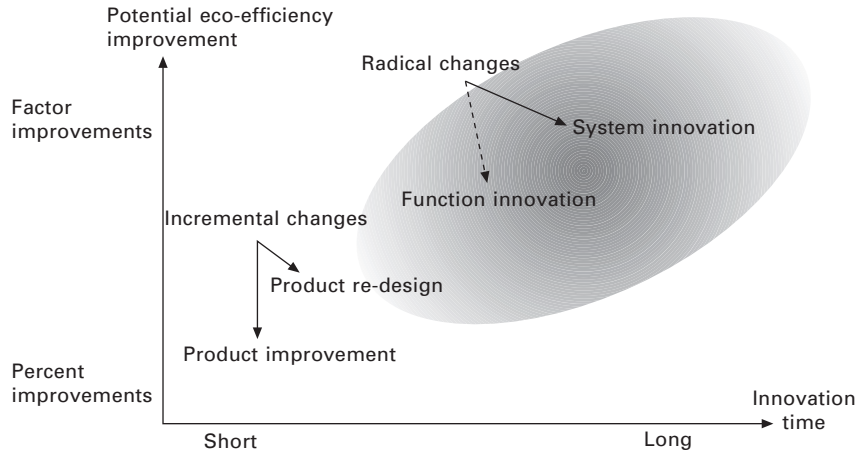 Potential eco-efficiency
improvement
Radical changes
Factor
improvements
System innovation
Function innovation
Incremental changes
Product re-design
Product improvement
Percent
improvements
Innovation
time
Short
Long